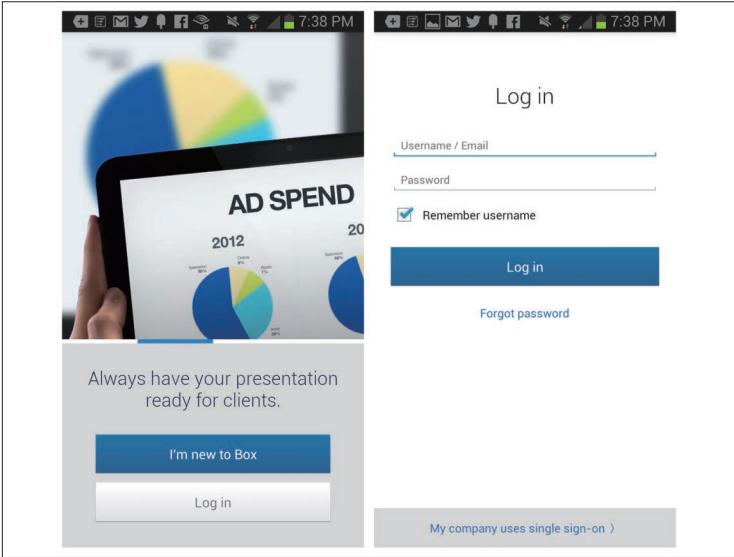 7:38 PM
AD SPEND
2012
20
Always have your presentation
ready for clients.
I'm new to Box
Log in
7:38 PM
Log in
Username / Email
Password
Remember username
Log in
Forgot password
My company uses single sign-on 〉